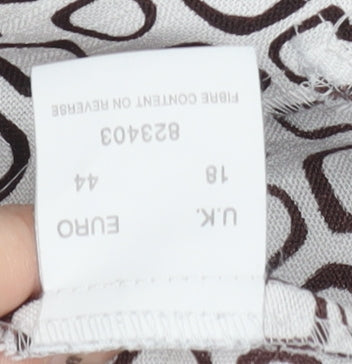 U.K. EURO
18 44
823403
FIBRE CONTENT ON REVERSE